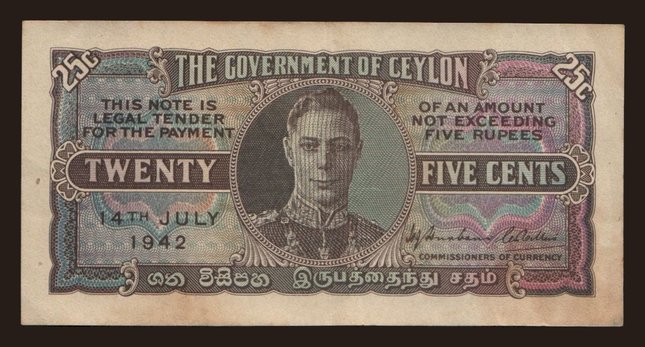 25C
25C
THE GOVERNMENT OF CEYLON
THIS NOTE IS
LEGAL TENDER
FOR THE PAYMENT
OF AN AMOUNT
NOT EXCEEDING
FIVE RUPEES
TWENTY
FIVE CENTS
14TH JULY
1942
COMMISSIONERS OF CURRENCY
ශත විසිපහ இருபத்தைந்து சதம்